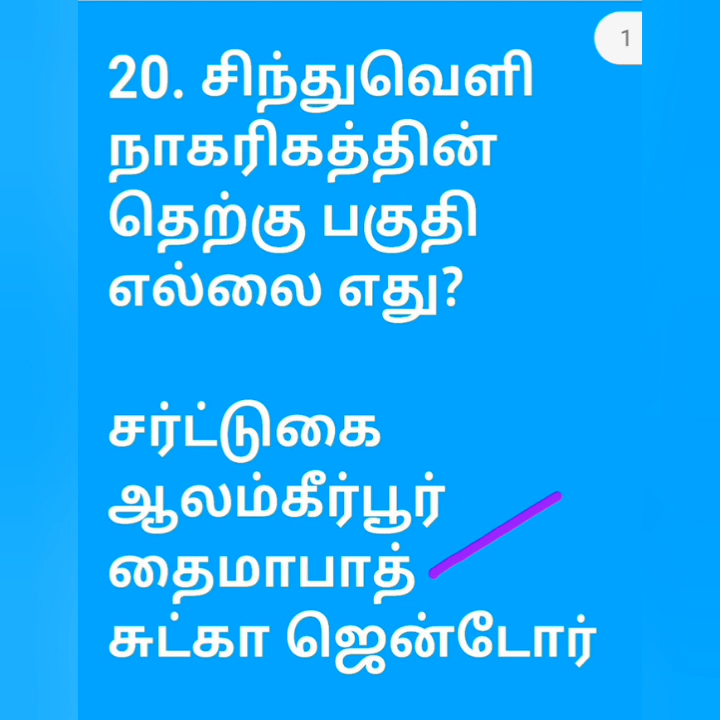 1
20. சிந்துவெளி
நாகரிகத்தின்
தெற்கு பகுதி
எல்லை எது?
சர்ட்டுகை
ஆலம்கீர்பூர்
தைமாபாத்
சுட்கா ஜென்டோர்